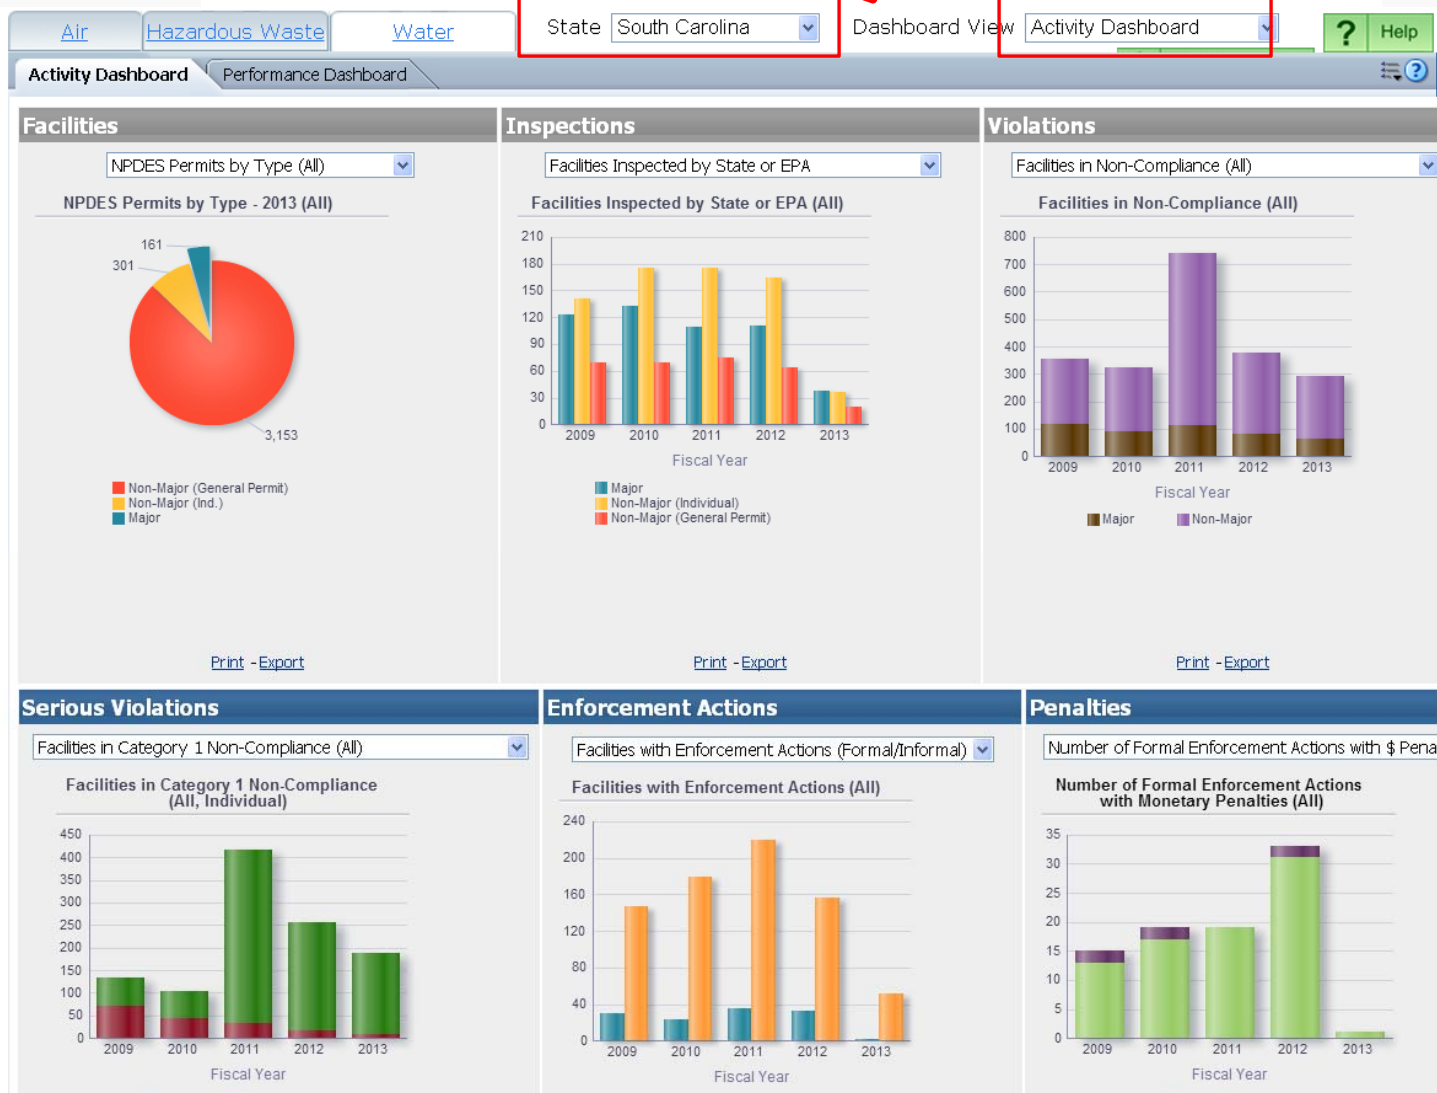 Air Hazardous Waste Water State South Carolina Dashboard View Activity Dashboard ? Help
Activity Dashboard Performance Dashboard ?
Facilities
NPDES Permits by Type (All)
NPDES Permits by Type - 2013 (All)
161
301
3,153
Non-Major (General Permit)
Non-Major (Ind.)
Major
Print - Export
Inspections
Facilities Inspected by State or EPA
Facilities Inspected by State or EPA (All)
210
180
150
120
90
60
30
0
2009 2010 2011 2012 2013
Fiscal Year
Major
Non-Major (Individual)
Non-Major (General Permit)
Print - Export
Violations
Facilities in Non-Compliance (All)
Facilities in Non-Compliance (All)
800
700
600
500
400
300
200
100
0
2009 2010 2011 2012 2013
Fiscal Year
Major Non-Major
Print - Export
Serious Violations
Facilities in Category 1 Non-Compliance (All)
Facilities in Category 1 Non-Compliance
(All, Individual)
450
400
350
300
250
200
150
100
50
0
2009 2010 2011 2012 2013
Fiscal Year
Enforcement Actions
Facilities with Enforcement Actions (Formal/Informal)
Facilities with Enforcement Actions (All)
240
200
160
120
80
40
0
2009 2010 2011 2012 2013
Fiscal Year
Penalties
Number of Formal Enforcement Actions with $ Pena
Number of Formal Enforcement Actions
with Monetary Penalties (All)
35
30
25
20
15
10
5
0
2009 2010 2011 2012 2013
Fiscal Year